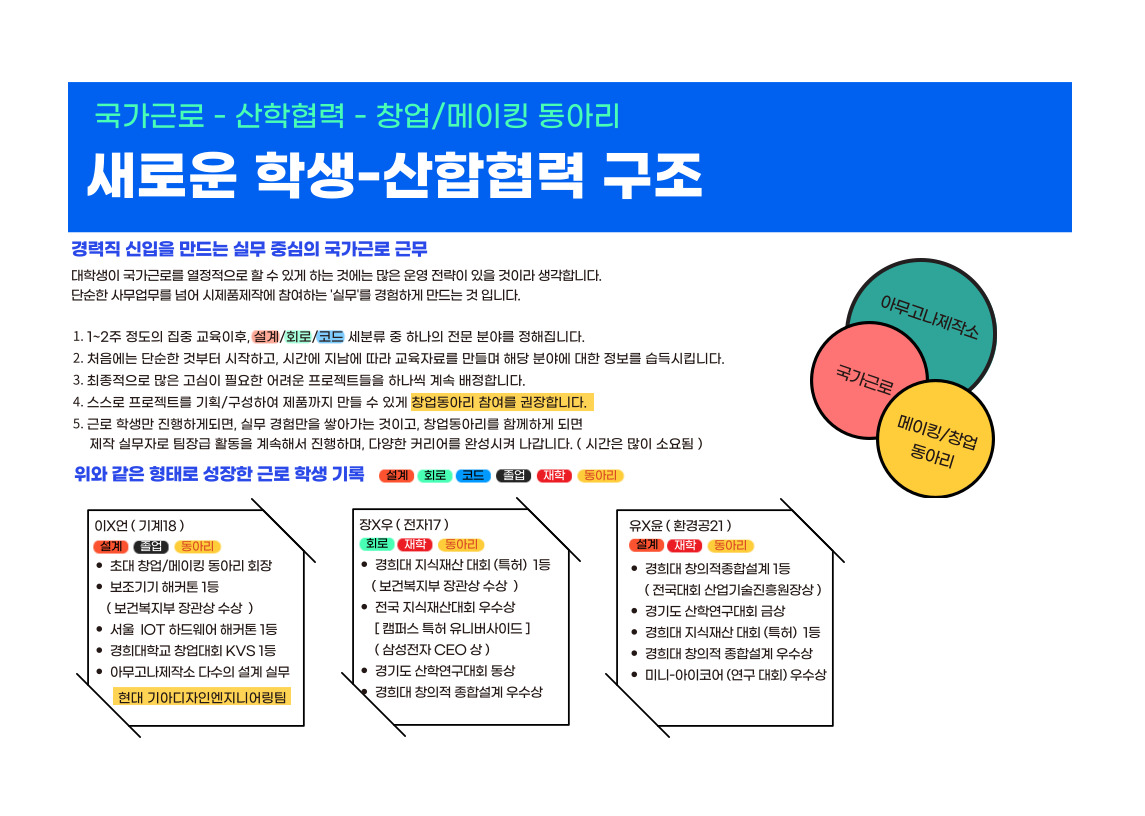 국가근로 - 산학협력 - 창업/메이킹 동아리
새로운 학생-산합협력 구조
경력직 신입을 만드는 실무 중심의 국가근로 근무
대학생이 국가근로를 열정적으로 할 수 있게 하는 것에는 많은 운영 전략이 있을 것이라 생각합니다.
단순한 사무업무를 넘어 시제품제작에 참여하는 '실무'를 경험하게 만드는 것 입니다.
1. 1~2주 정도의 집중 교육이후, 설계/회로/코드 세분류 중 하나의 전문 분야를 정해집니다.
2. 처음에는 단순한 것부터 시작하고, 시간에 지남에 따라 교육자료를 만들며 해당 분야에 대한 정보를 습득시킵니다.
3. 최종적으로 많은 고심이 필요한 어려운 프로젝트들을 하나씩 계속 배정합니다.
4. 스스로 프로젝트를 기획/구성하여 제품까지 만들 수 있게 창업동아리 참여를 권장합니다.
5. 근로 학생만 진행하게되면, 실무 경험만을 쌓아가는 것이고, 창업동아리를 함께하게 되면
제작 실무자로 팀장급 활동을 계속해서 진행하며, 다양한 커리어를 완성시켜 나갑니다. ( 시간은 많이 소요됨 )
아무고나제작소
국가근로
메이킹/창업
동아리
위와 같은 형태로 성장한 근로 학생 기록 설계 회로 코드 졸업 재학 동아리
이X언 ( 기계18 )
설계 졸업 동아리
• 초대 창업/메이킹 동아리 회장
• 보조기기 해커톤 1등
( 보건복지부 장관상 수상 )
• 서울 IOT 하드웨어 해커톤 1등
• 경희대학교 창업대회 KVS 1등
• 아무고나제작소 다수의 설계 실무
현대 기아디자인엔지니어링팀
장X우 ( 전자17 )
회로 재학 동아리
• 경희대 지식재산 대회 (특허) 1등
( 보건복지부 장관상 수상 )
• 전국 지식재산대회 우수상
[ 캠퍼스 특허 유니버사이드 ]
( 삼성전자 CEO 상 )
• 경기도 산학연구대회 동상
• 경희대 창의적 종합설계 우수상
유X윤 ( 환경공21 )
설계 재학 동아리
• 경희대 창의적종합설계 1등
( 전국대회 산업기술진흥원장상 )
• 경기도 산학연구대회 금상
• 경희대 지식재산 대회 (특허) 1등
• 경희대 창의적 종합설계 우수상
• 미니-아이코어 (연구 대회) 우수상